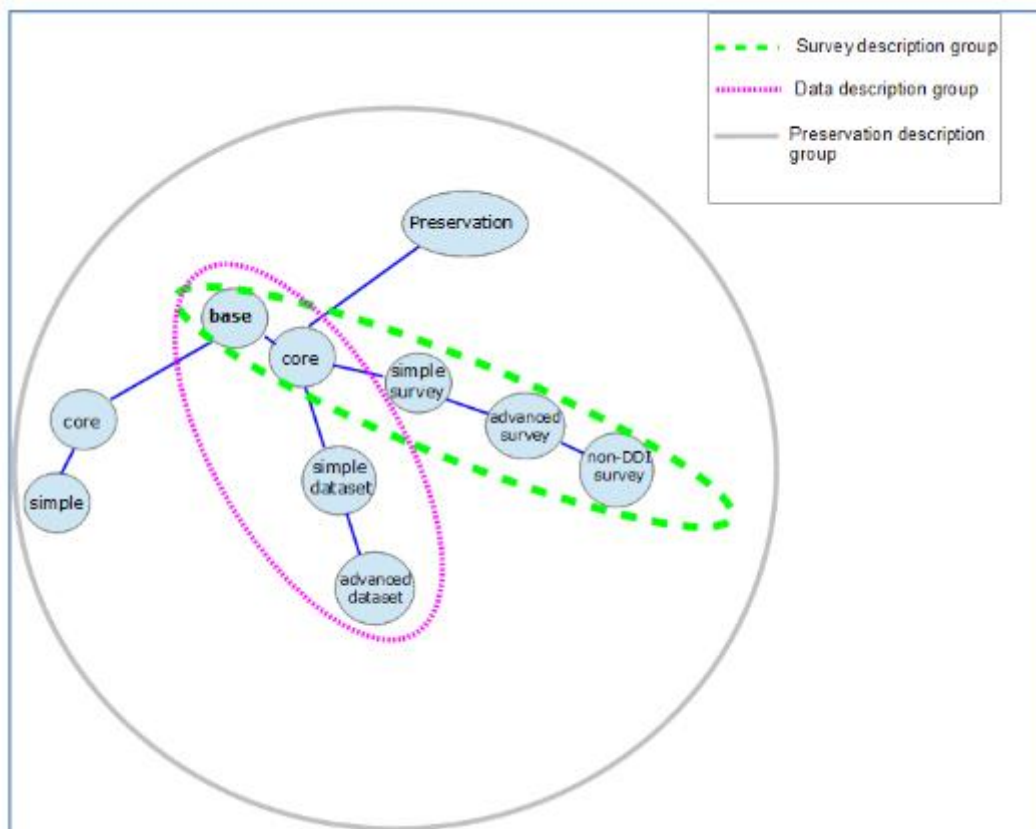 Survey description group
Data description group
Preservation description
group
Preservation
base
core
simple
survey
core
advanced
survey
non-DDI
survey
simple
dataset
simple
advanced
dataset